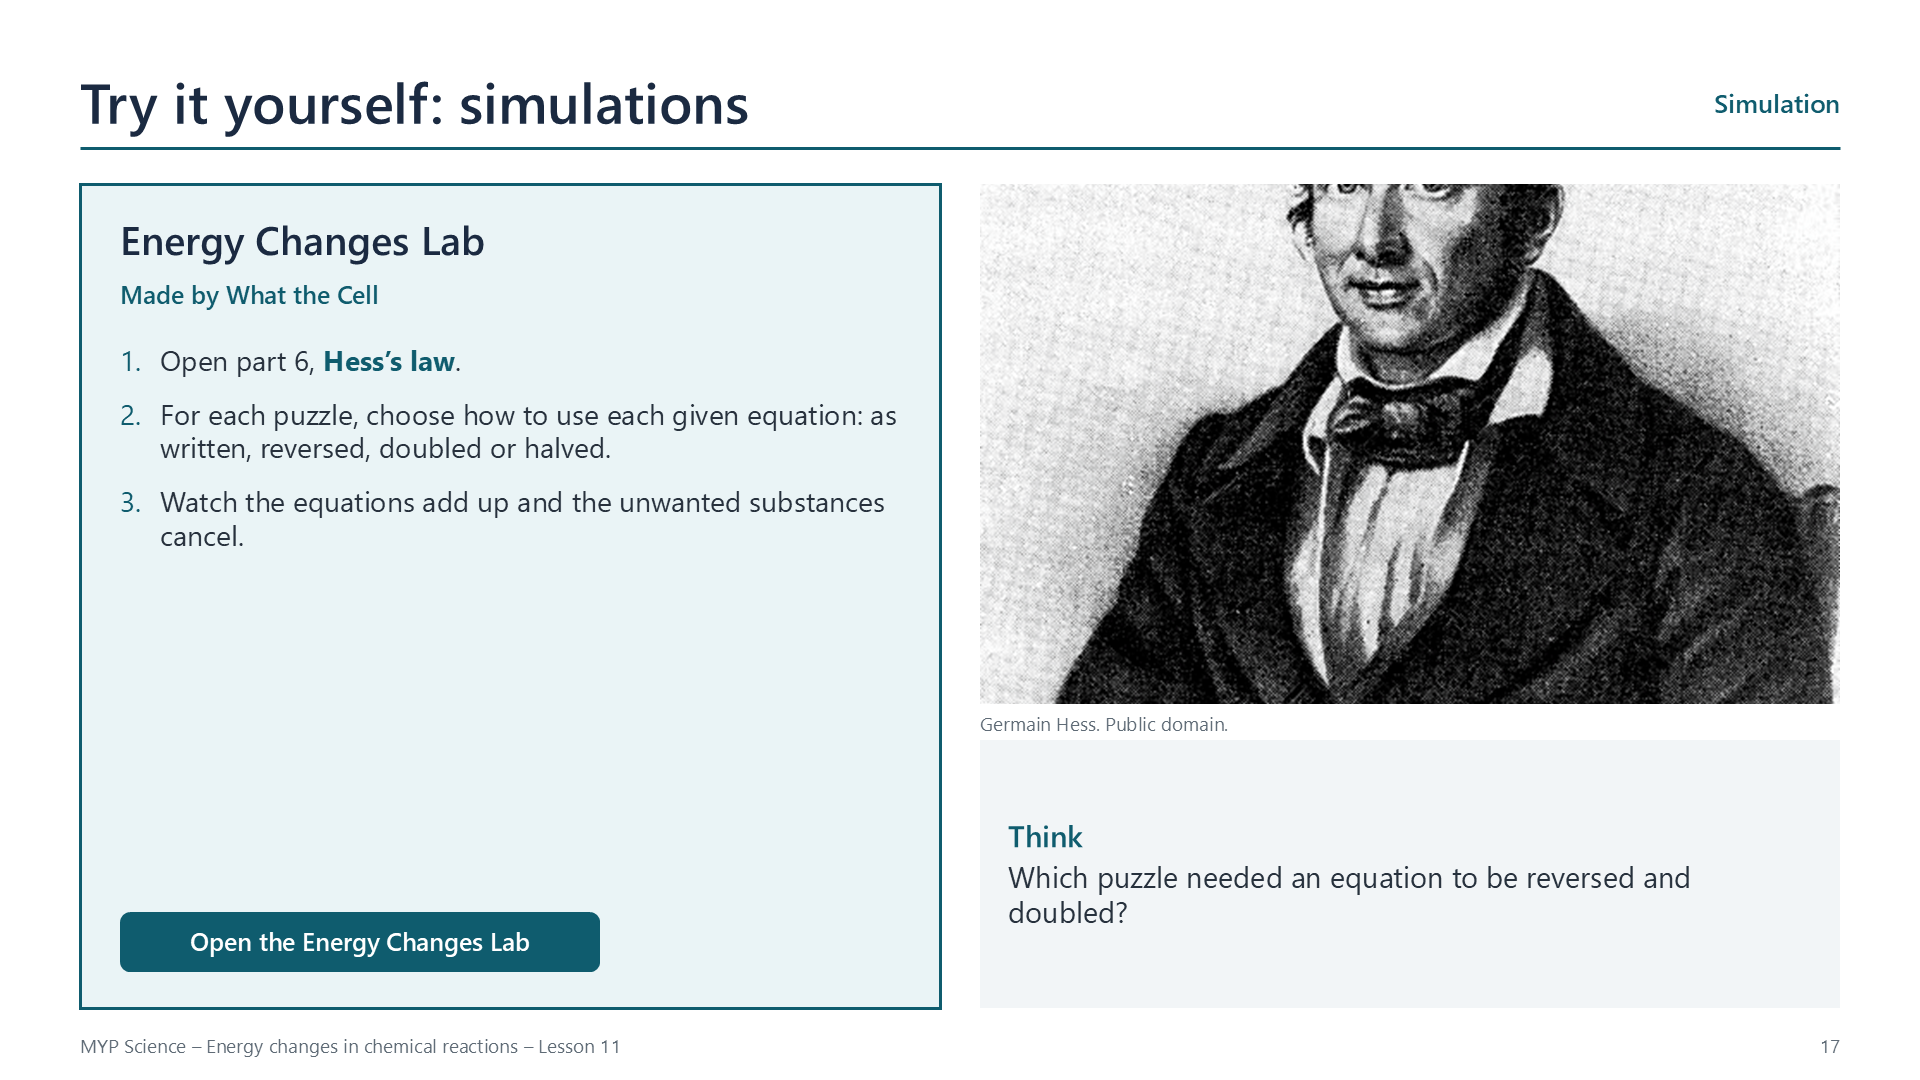 Try it yourself: simulations
Simulation
Energy Changes Lab
Made by What the Cell
1. Open part 6, Hess’s law.
2. For each puzzle, choose how to use each given equation: as
written, reversed, doubled or halved.
3. Watch the equations add up and the unwanted substances
cancel.
Open the Energy Changes Lab
Germain Hess. Public domain.
Think
Which puzzle needed an equation to be reversed and
doubled?
MYP Science – Energy changes in chemical reactions – Lesson 11
17